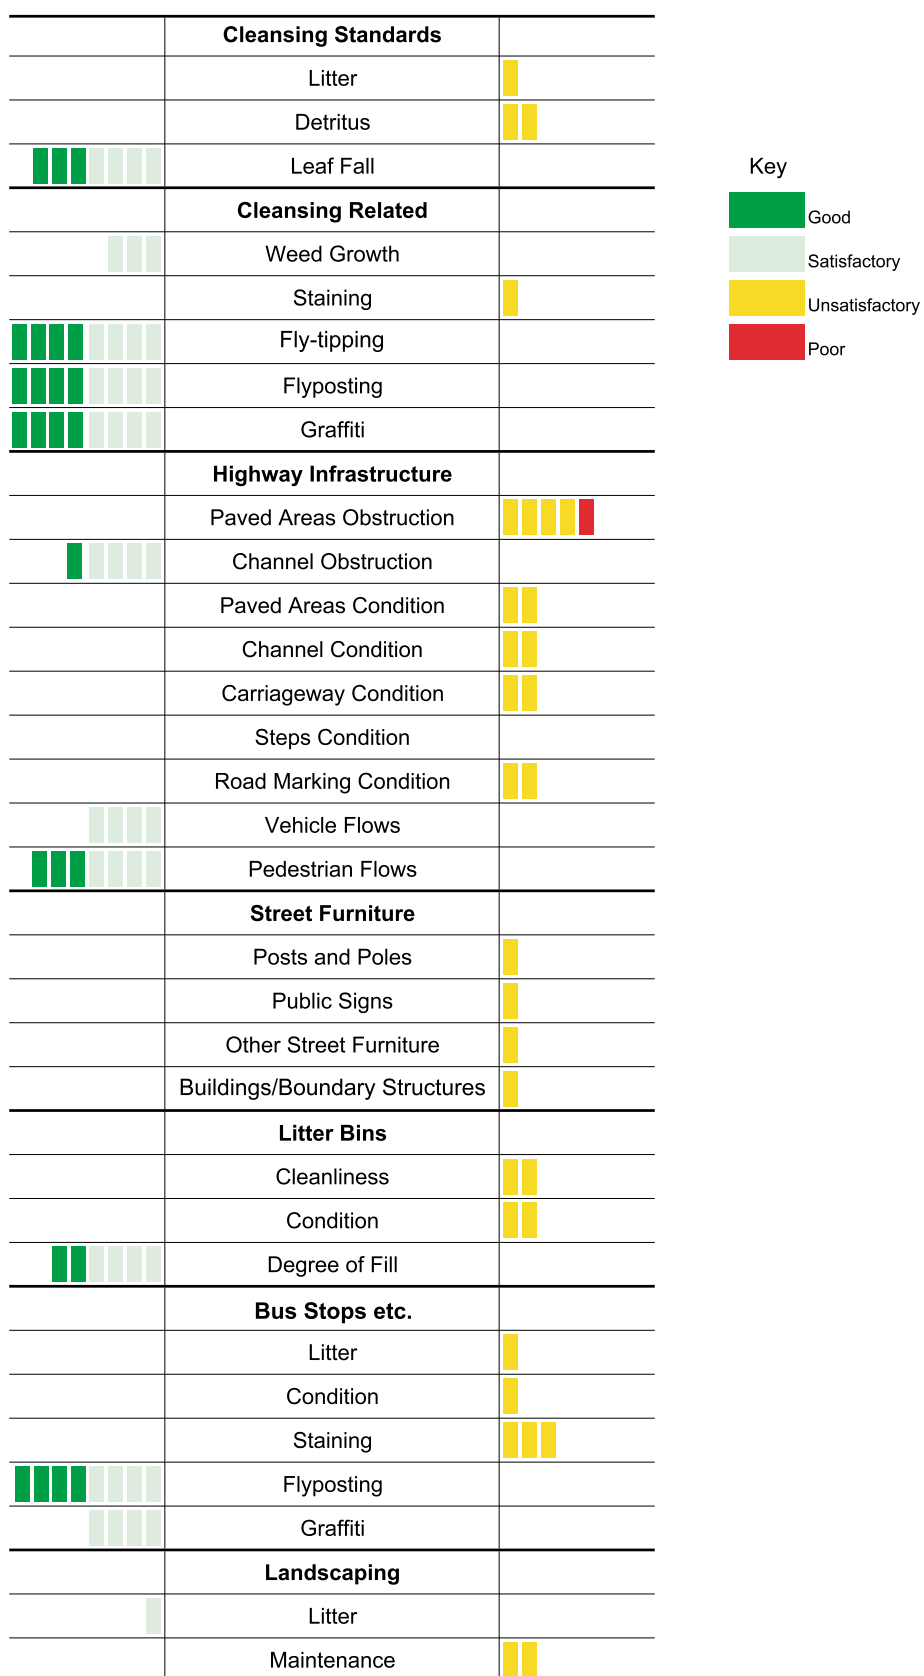 Cleansing Standards
Litter
Detritus
Leaf Fall
Cleansing Related
Weed Growth
Staining
Fly-tipping
Flyposting
Graffiti
Highway Infrastructure
Paved Areas Obstruction
Channel Obstruction
Paved Areas Condition
Channel Condition
Carriageway Condition
Steps Condition
Road Marking Condition
Vehicle Flows
Pedestrian Flows
Street Furniture
Posts and Poles
Public Signs
Other Street Furniture
Buildings/Boundary Structures
Litter Bins
Cleanliness
Condition
Degree of Fill
Bus Stops etc.
Litter
Condition
Staining
Flyposting
Graffiti
Landscaping
Litter
Maintenance
Key
Good
Satisfactory
Unsatisfactory
Poor